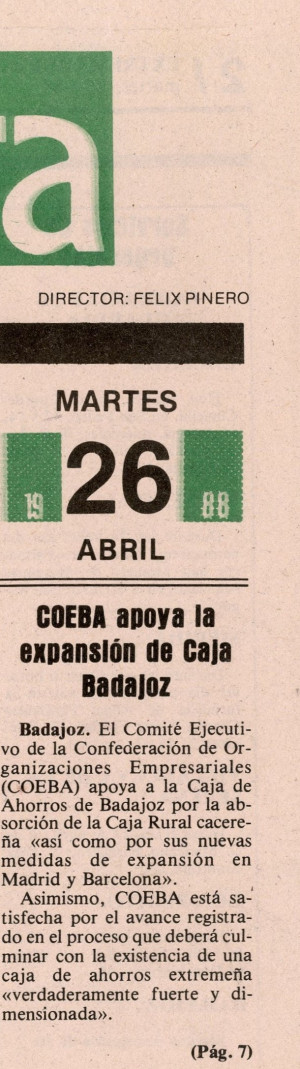 a
DIRECTOR: FELIX PINERO
MARTES
19 26 88
ABRIL
COEBA apoya la
expansión de Caja
Badajoz
Badajoz. El Comité Ejecuti-
vo de la Confederación de Or-
ganizaciones Empresariales
(COEBA) apoya a la Caja de
Ahorros de Badajoz por la ab-
sorción de la Caja Rural cacere-
ña «así como por sus nuevas
medidas de expansión en
Madrid y Barcelona».
Asimismo, COEBA está sa-
tisfecha por el avance registra-
do en el proceso que deberá cul-
minar con la existencia de una
caja de ahorros extremeña
«verdaderamente fuerte y di-
mensionada».
(Pág. 7)